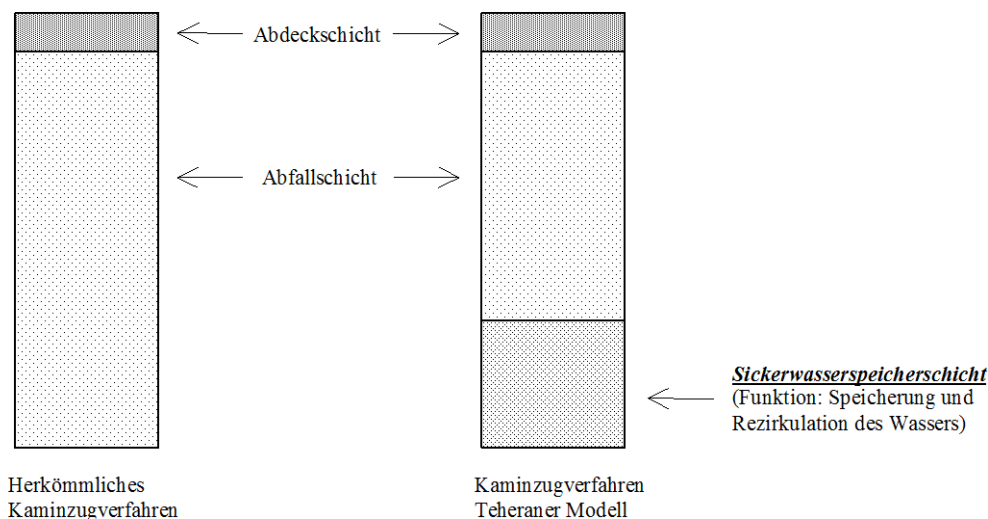 Abdeckschicht
Abfallschicht
Sickerwasserspeicherschicht
(Funktion: Speicherung und
Rezirkulation des Wassers)
Herkömmliches
Kaminzugverfahren
Kaminzugverfahren
Teheraner Modell